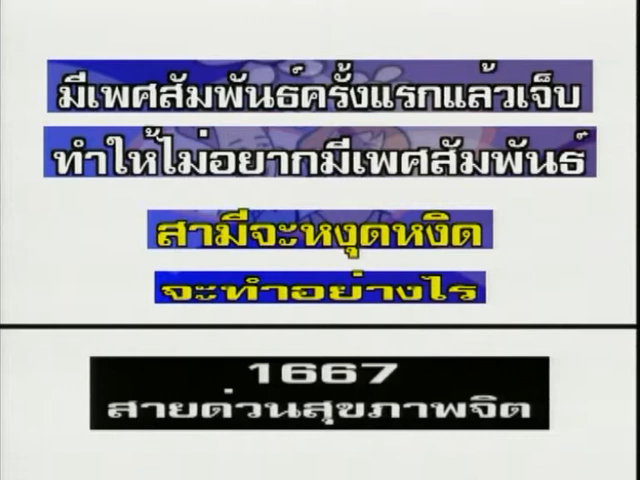 มีเพศสัมพันธ์ครั้งแรกแล้วเจ็บ
ทำให้ไม่อยากมีเพศสัมพันธ์
สามีจะหงุดหงิด
จะทำอย่างไร
1667
สายด่วนสุขภาพจิต